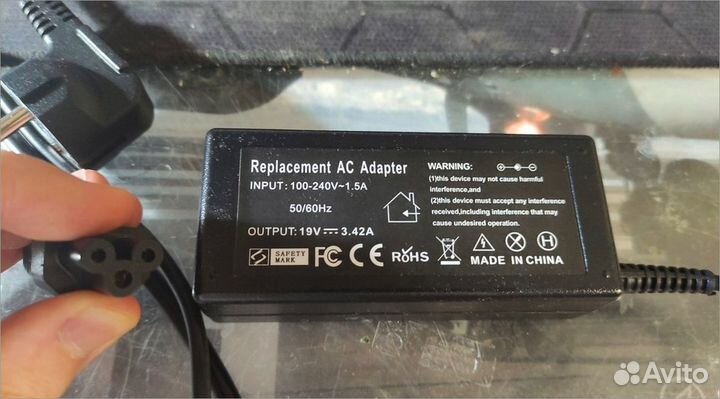 Replacement AC Adapter
INPUT: 100-240V~1.5A
50/60Hz
OUTPUT: 19V 3.42A
SAFETY
MARK
FC CE RoHS
WARNING:
(1)this device may not cause harmful
interference,and
(2)this device must accept any interference
received,including interference that may
cause undesired operation.
MADE IN CHINA
Avito